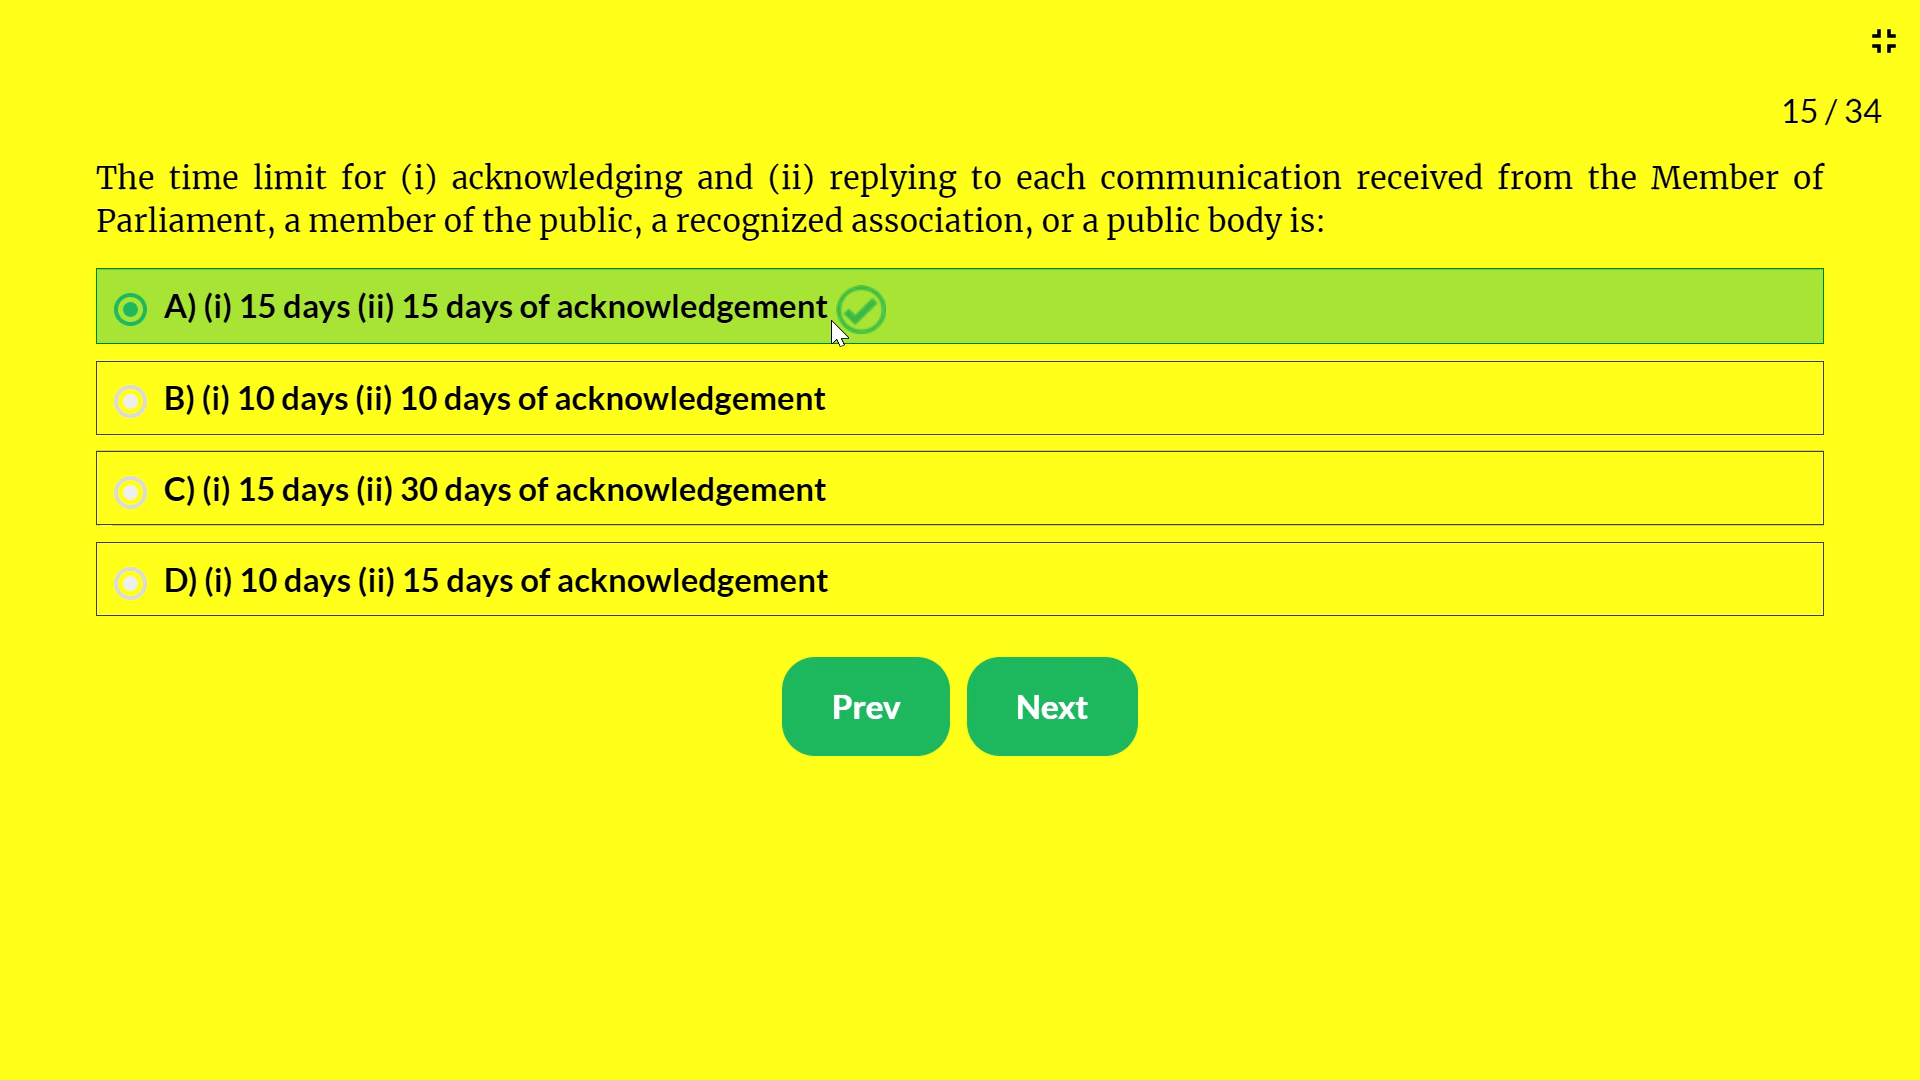 15 / 34
The time limit for (i) acknowledging and (ii) replying to each communication received from the Member of
Parliament, a member of the public, a recognized association, or a public body is:
A) (i) 15 days (ii) 15 days of acknowledgement
B) (i) 10 days (ii) 10 days of acknowledgement
C) (i) 15 days (ii) 30 days of acknowledgement
D) (i) 10 days (ii) 15 days of acknowledgement
Prev
Next